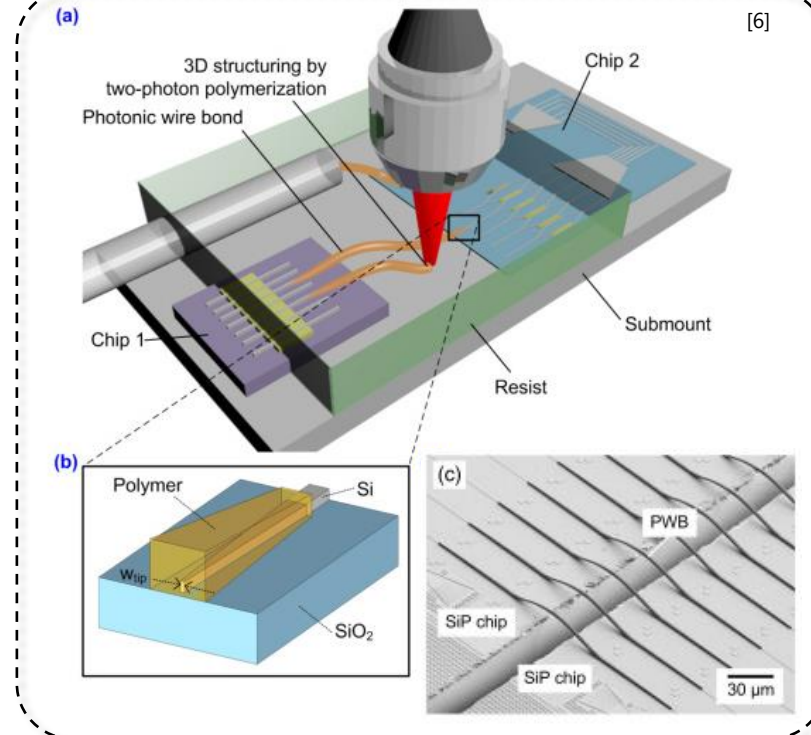 (a)
[6]
3D structuring by
two-photon polymerization
Photonic wire bond
Chip 2
Chip 1
Submount
Resist
(b)
Polymer
Si
wtip
SiO2
(c)
PWB
SiP chip
SiP chip
30 µm